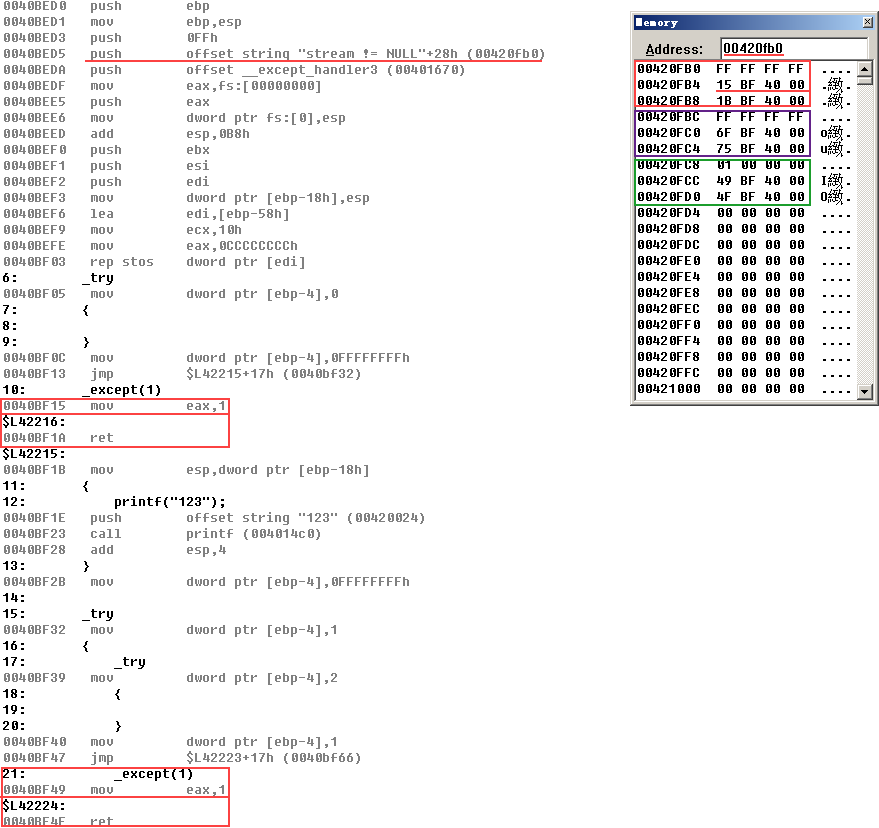 0040BED0 push ebp
0040BED1 mov ebp,esp
0040BED3 push 0FFh
0040BED5 push offset string "stream != NULL"+28h (00420fb0)
0040BEDA push offset __except_handler3 (00401670)
0040BEDF mov eax,fs:[00000000]
0040BEE5 push eax
0040BEE6 mov dword ptr fs:[0],esp
0040BEED add esp,0B8h
0040BEF0 push ebx
0040BEF1 push esi
0040BEF2 push edi
0040BEF3 mov dword ptr [ebp-18h],esp
0040BEF6 lea edi,[ebp-58h]
0040BEF9 mov ecx,10h
0040BEFE mov eax,0CCCCCCCCh
0040BF03 rep stos dword ptr [edi]
6: _try
0040BF05 mov dword ptr [ebp-4],0
7: {
8:
9: }
0040BF0C mov dword ptr [ebp-4],0FFFFFFFFh
0040BF13 jmp $L42215+17h (0040bf32)
10: _except(1)
0040BF15 mov eax,1
$L42216:
0040BF1A ret
$L42215:
0040BF1B mov esp,dword ptr [ebp-18h]
11: {
12: printf("123");
0040BF1E push offset string "123" (00420024)
0040BF23 call printf (004014c0)
0040BF28 add esp,4
13: }
0040BF2B mov dword ptr [ebp-4],0FFFFFFFFh
14:
15: _try
0040BF32 mov dword ptr [ebp-4],1
16: {
17: _try
0040BF39 mov dword ptr [ebp-4],2
18: {
19:
20: }
0040BF40 mov dword ptr [ebp-4],1
0040BF47 jmp $L42223+17h (0040bf66)
21: _except(1)
0040BF49 mov eax,1
$L42224:
0040BF4E ret
Memory
Address: 00420fb0
00420FB0 FF FF FF FF ....
00420FB4 15 BF 40 00 .緻.
00420FB8 1B BF 40 00 .緻.
00420FBC FF FF FF FF ....
00420FC0 6F BF 40 00 o緻.
00420FC4 75 BF 40 00 u緻.
00420FC8 01 00 00 00 ....
00420FCC 49 BF 40 00 I緻.
00420FD0 4F BF 40 00 O緻.
00420FD4 00 00 00 00 ....
00420FD8 00 00 00 00 ....
00420FDC 00 00 00 00 ....
00420FE0 00 00 00 00 ....
00420FE4 00 00 00 00 ....
00420FE8 00 00 00 00 ....
00420FEC 00 00 00 00 ....
00420FF0 00 00 00 00 ....
00420FF4 00 00 00 00 ....
00420FF8 00 00 00 00 ....
00420FFC 00 00 00 00 ....
00421000 00 00 00 00 ....